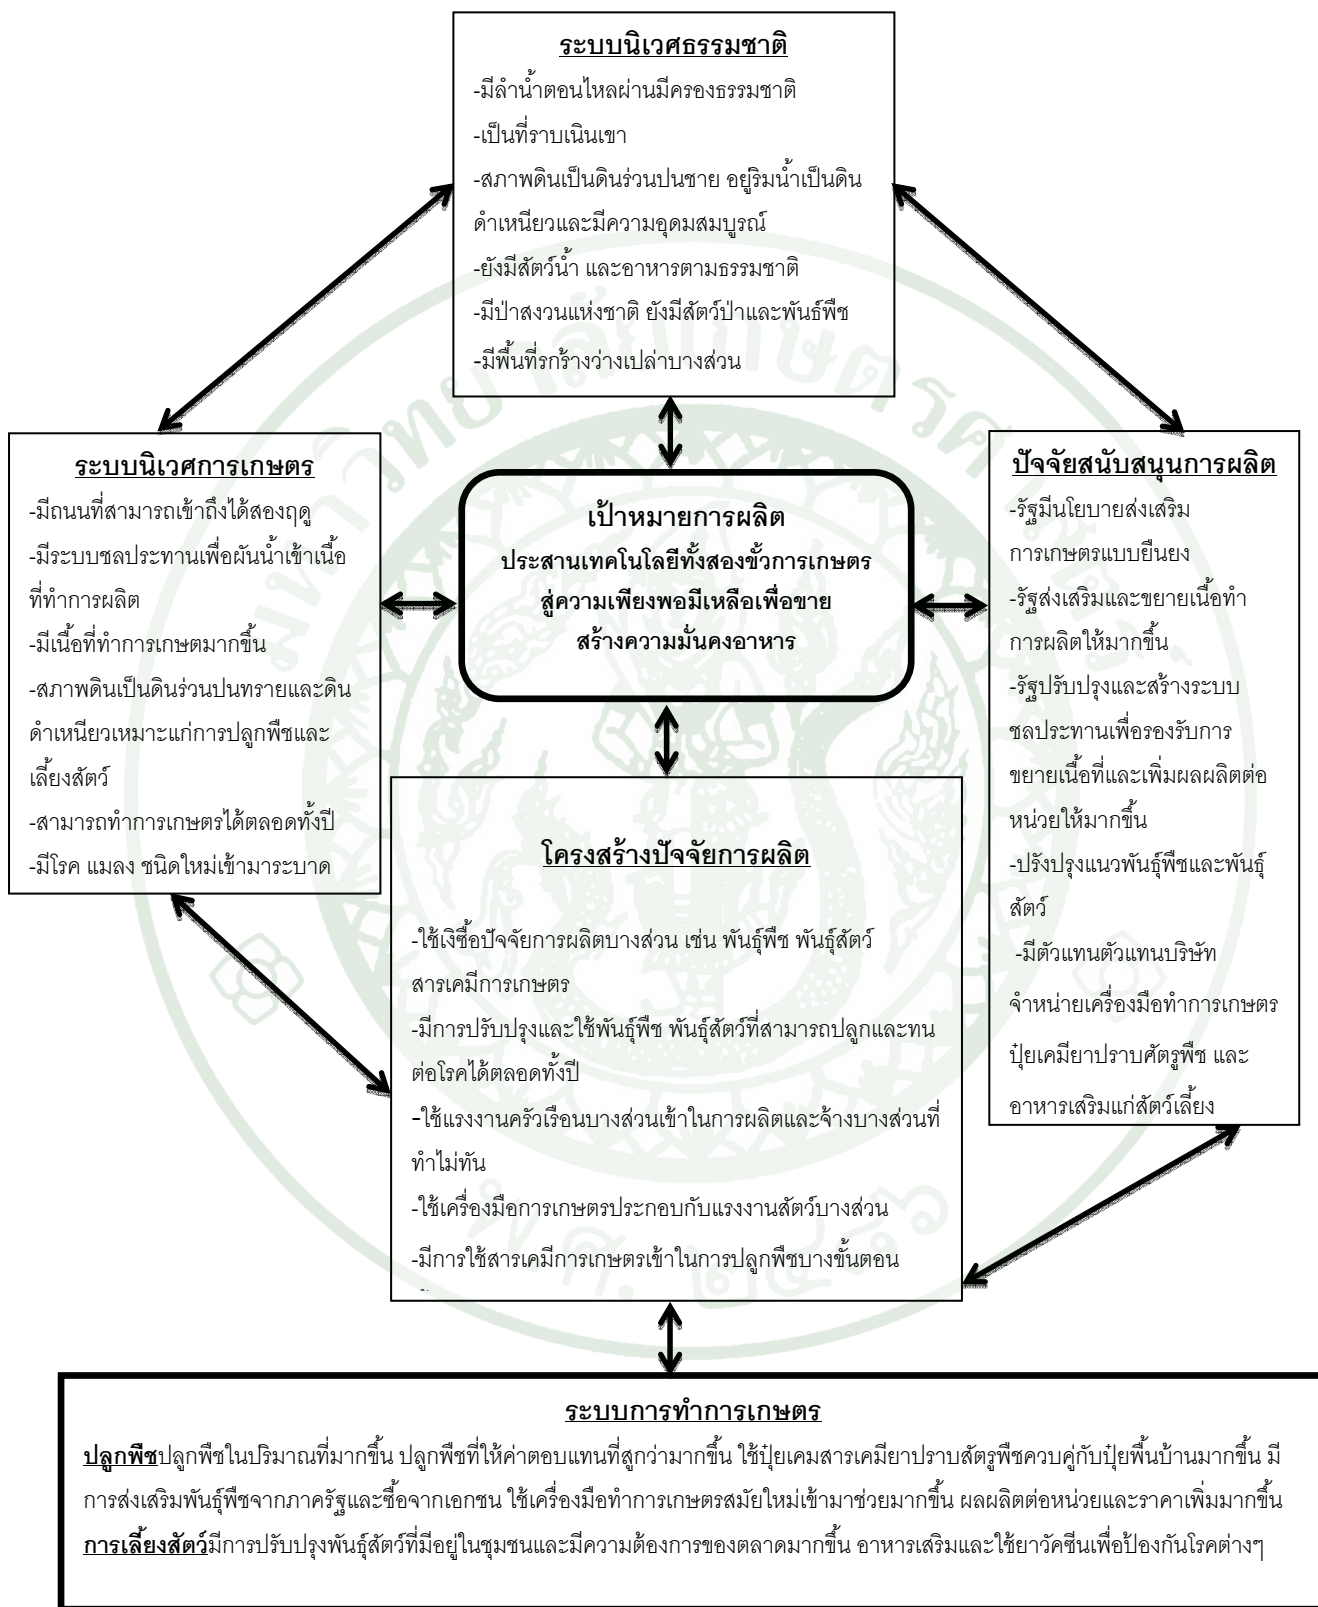 ระบบนิเวศธรรมชาติ
-มีลำน้ำตอนไหลผ่านมีครองธรรมชาติ
-เป็นที่ราบเนินเขา
-สภาพดินเป็นดินร่วนปนชาย อยู่ริมน้ำเป็นดิน
ดำเหนียวและมีความอุดมสมบูรณ์
-ยังมีสัตว์น้ำ และอาหารตามธรรมชาติ
-มีป่าสงวนแห่งชาติ ยังมีสัตว์ป่าและพันธ์พืช
-มีพื้นที่รกร้างว่างเปล่าบางส่วน
ระบบนิเวศการเกษตร
-มีถนนที่สามารถเข้าถึงได้สองฤดู
-มีระบบชลประทานเพื่อผันน้ำเข้าเนื้อ
ที่ทำการผลิต
-มีเนื้อที่ทำการเกษตมากขึ้น
-สภาพดินเป็นดินร่วนปนทรายและดิน
ดำเหนียวเหมาะแก่การปลูกพืชและ
เลี้ยงสัตว์
-สามารถทำการเกษตรได้ตลอดทั้งปี
-มีโรค แมลง ชนิดใหม่เข้ามาระบาด
เป้าหมายการผลิต
ประสานเทคโนโลยีทั้งสองขั้วการเกษตร
สู่ความเพียงพอมีเหลือเพื่อขาย
สร้างความมั่นคงอาหาร
ปัจจัยสนับสนุนการผลิต
-รัฐมีนโยบายส่งเสริม
การเกษตรแบบยืนยง
-รัฐส่งเสริมและขยายเนื้อทำ
การผลิตให้มากขึ้น
-รัฐปรับปรุงและสร้างระบบ
ชลประทานเพื่อรองรับการ
ขยายเนื้อที่และเพิ่มผลผลิตต่อ
หน่วยให้มากขึ้น
-ปรังปรุงแนวพันธุ์พืชและพันธุ์
สัตว์
-มีตัวแทนตัวแทนบริษัท
จำหน่ายเครื่องมือทำการเกษตร
ปุ๋ยเคมียาปราบศัตรูพืช และ
อาหารเสริมแก่สัตว์เลี้ยง
โครงสร้างปัจจัยการผลิต
-ใช้เงิซื้อปัจจัยการผลิตบางส่วน เช่น พันธุ์พืช พันธุ์สัตว์
สารเคมีการเกษตร
-มีการปรับปรุงและใช้พันธุ์พืช พันธุ์สัตว์ที่สามารถปลูกและทน
ต่อโรคได้ตลอดทั้งปี
-ใช้แรงงานครัวเรือนบางส่วนเข้าในการผลิตและจ้างบางส่วนที่
ทำไม่ทัน
-ใช้เครื่องมือการเกษตรประกอบกับแรงงานสัตว์บางส่วน
-มีการใช้สารเคมีการเกษตรเข้าในการปลูกพืชบางขั้นตอน
ระบบการทำการเกษตร
ปลูกพืชปลูกพืชในปริมาณที่มากขึ้น ปลูกพืชที่ให้ค่าตอบแทนที่สูกว่ามากขึ้น ใช้ปุ๋ยเคมสารเคมียาปราบสัตรูพืชควบคู่กับปุ๋ยพื้นบ้านมากขึ้น มี
การส่งเสริมพันธุ์พืชจากภาครัฐและซื้อจากเอกชน ใช้เครื่องมือทำการเกษตรสมัยใหม่เข้ามาช่วยมากขึ้น ผลผลิตต่อหน่วยและราคาเพิ่มมากขึ้น
การเลี้ยงสัตว์มีการปรับปรุงพันธุ์สัตว์ที่มีอยู่ในชุมชนและมีความต้องการของตลาดมากขึ้น อาหารเสริมและใช้ยาวัคซีนเพื่อป้องกันโรคต่างๆ
มหาวิทยาลัยเกษตรศาสตร์
พ.ศ. ๒๔๘๖